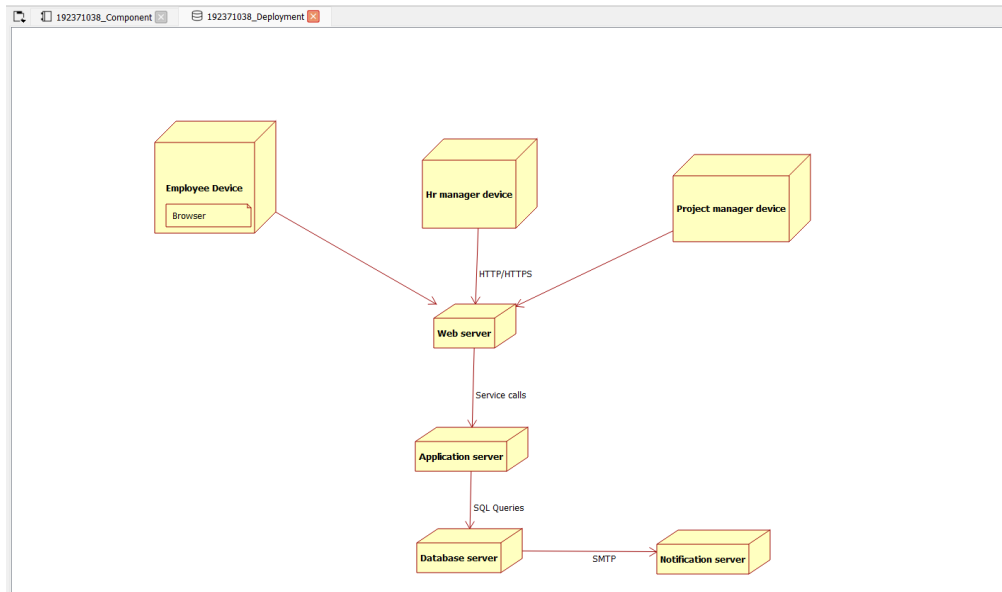 192371038_Component
192371038_Deployment
Employee Device
Browser
Hr manager device
Project manager device
HTTP/HTTPS
Web server
Service calls
Application server
SQL Queries
Database server
SMTP
Notification server